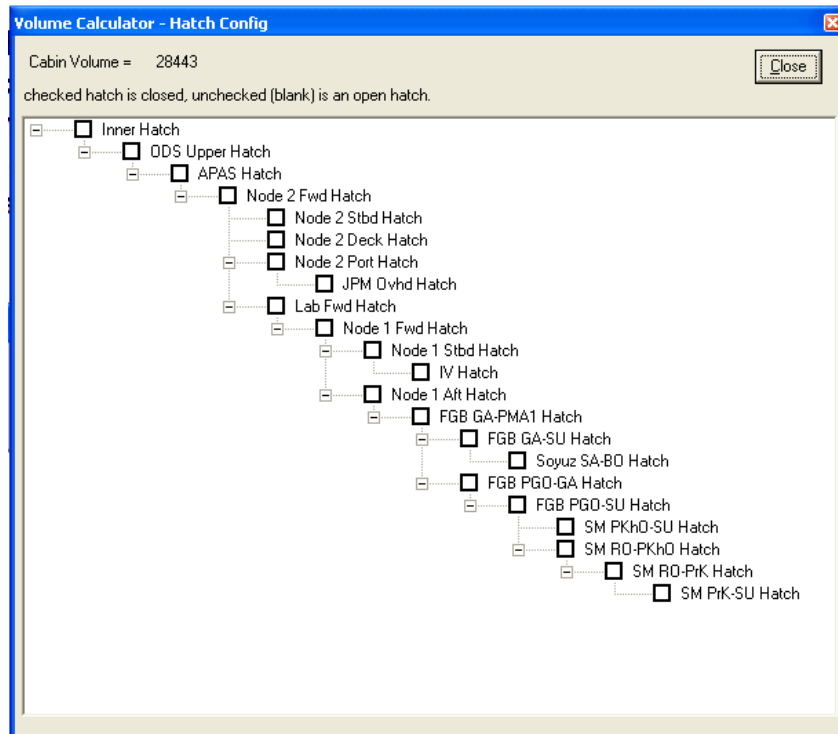 Volume Calculator - Hatch Config
Cabin Volume = 28443
Close
checked hatch is closed, unchecked (blank) is an open hatch.
Inner Hatch
ODS Upper Hatch
APAS Hatch
Node 2 Fwd Hatch
Node 2 Stbd Hatch
Node 2 Deck Hatch
Node 2 Port Hatch
JPM Ovhd Hatch
Lab Fwd Hatch
Node 1 Fwd Hatch
Node 1 Stbd Hatch
IV Hatch
Node 1 Aft Hatch
FGB GA-PMA1 Hatch
FGB GA-SU Hatch
Soyuz SA-BO Hatch
FGB PGO-GA Hatch
FGB PGO-SU Hatch
SM PKhO-SU Hatch
SM RO-PKhO Hatch
SM RO-PrK Hatch
SM PrK-SU Hatch